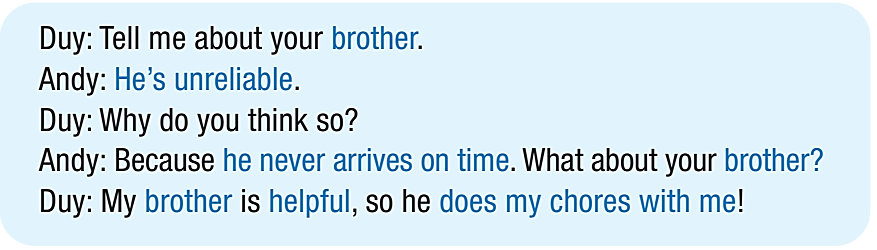 Duy: Tell me about your brother.
Andy: He’s unreliable.
Duy: Why do you think so?
Andy: Because he never arrives on time. What about your brother?
Duy: My brother is helpful, so he does my chores with me!